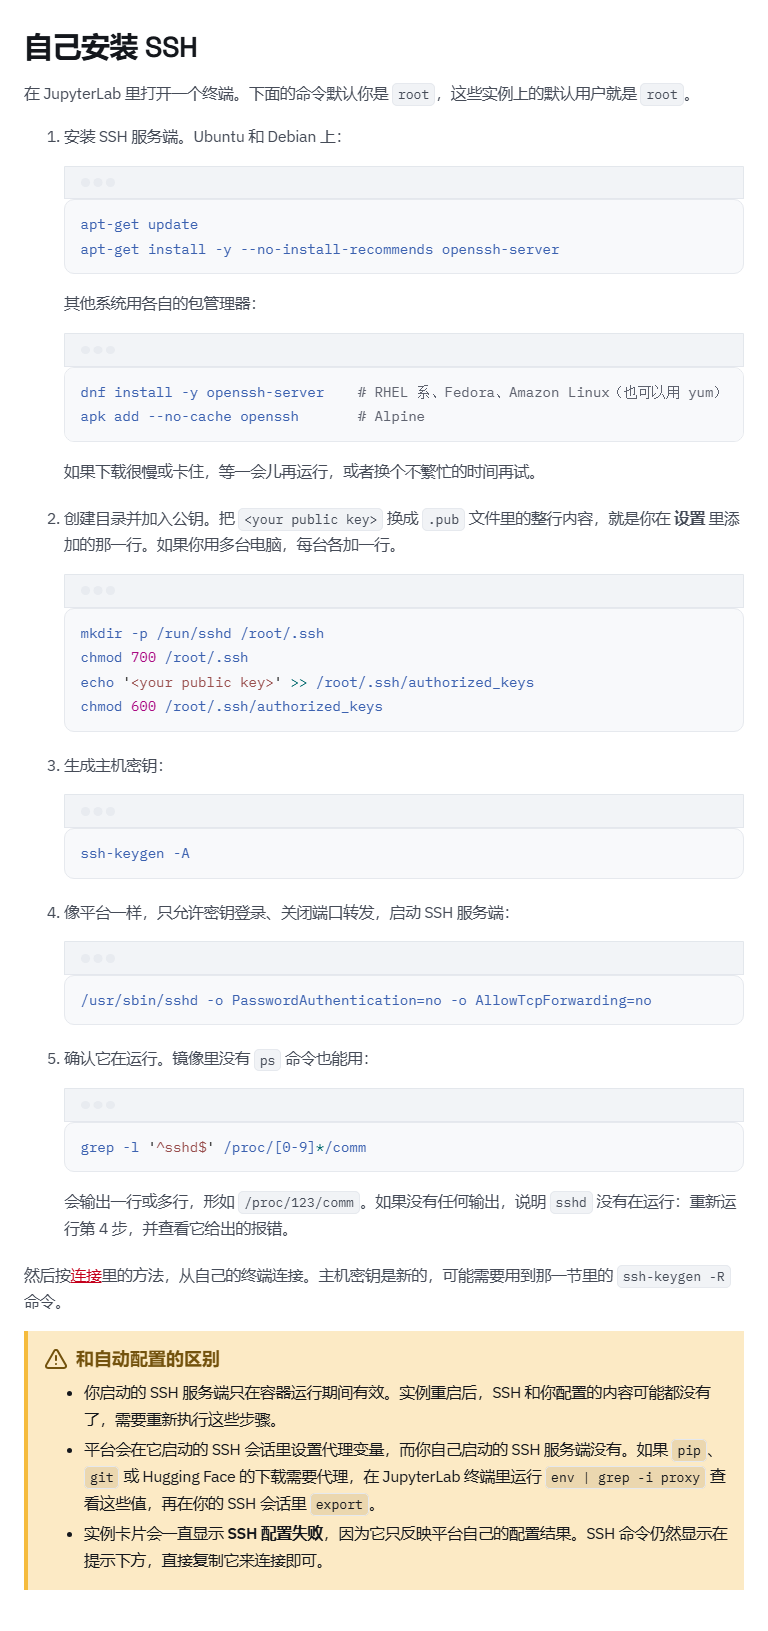 自己安装 SSH
在 JupyterLab 里打开一个终端。下面的命令默认你是 root，这些实例上的默认用户就是 root。
1. 安装 SSH 服务端。Ubuntu 和 Debian 上：
apt-get update
apt-get install -y --no-install-recommends openssh-server
其他系统用各自的包管理器：
dnf install -y openssh-server    # RHEL 系、Fedora、Amazon Linux（也可以用 yum）
apk add --no-cache openssh       # Alpine
如果下载很慢或卡住，等一会儿再运行，或者换个不繁忙的时间再试。
2. 创建目录并加入公钥。把 <your public key> 换成 .pub 文件里的整行内容，就是你在 设置 里添
加的那一行。如果你用多台电脑，每台各加一行。
mkdir -p /run/sshd /root/.ssh
chmod 700 /root/.ssh
echo '<your public key>' >> /root/.ssh/authorized_keys
chmod 600 /root/.ssh/authorized_keys
3. 生成主机密钥：
ssh-keygen -A
4. 像平台一样，只允许密钥登录、关闭端口转发，启动 SSH 服务端：
/usr/sbin/sshd -o PasswordAuthentication=no -o AllowTcpForwarding=no
5. 确认它在运行。镜像里没有 ps 命令也能用：
grep -l '^sshd$' /proc/[0-9]*/comm
会输出一行或多行，形如 /proc/123/comm。如果没有任何输出，说明 sshd 没有在运行：重新运
行第 4 步，并查看它给出的报错。
然后按连接里的方法，从自己的终端连接。主机密钥是新的，可能需要用到那一节里的 ssh-keygen -R
命令。
和自动配置的区别
• 你启动的 SSH 服务端只在容器运行期间有效。实例重启后，SSH 和你配置的内容可能都没有
了，需要重新执行这些步骤。
• 平台会在它启动的 SSH 会话里设置代理变量，而你自己启动的 SSH 服务端没有。如果 pip、
git 或 Hugging Face 的下载需要代理，在 JupyterLab 终端里运行 env | grep -i proxy 查
看这些值，再在你的 SSH 会话里 export。
• 实例卡片会一直显示 SSH 配置失败，因为它只反映平台自己的配置结果。SSH 命令仍然显示在
提示下方，直接复制它来连接即可。